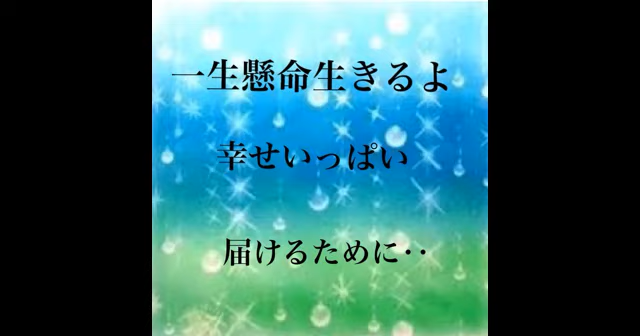 一生懸命生きるよ
幸せいっぱい
届けるために‥